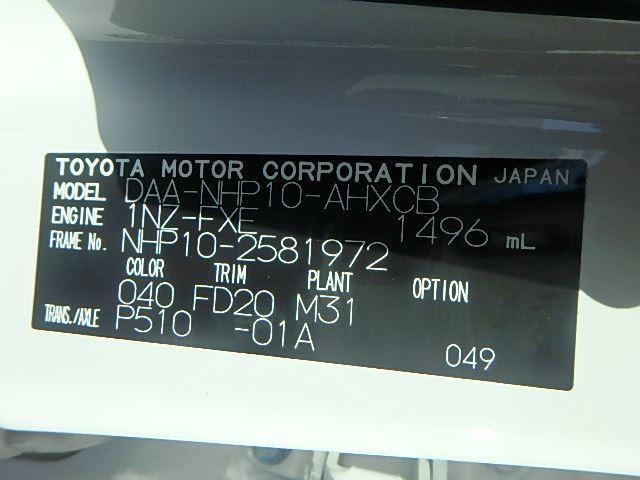 TOYOTA MOTOR CORPORATION JAPAN
MODEL DAA-NHP10-AHXCB
ENGINE 1NZ-FXE 1496 mL
FRAME No. NHP10-2581972
COLOR TRIM PLANT OPTION
040 FD20 M31
TRANS./AXLE P510 -01A
049